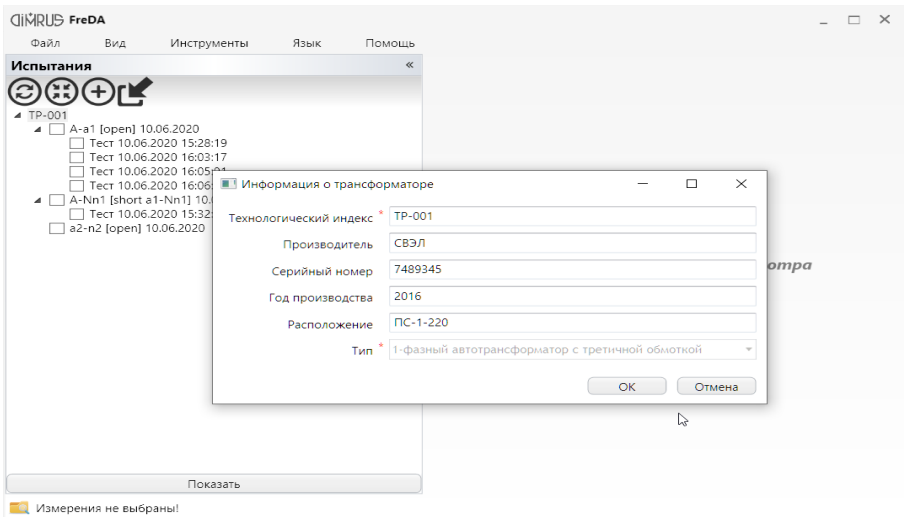 DiMRUS FreDA
Файл Вид Инструменты Язык Помощь
Испытания «
TP-001
A-a1 [open] 10.06.2020
Тест 10.06.2020 15:28:19
Тест 10.06.2020 16:03:17
Тест 10.06.2020 16:05:01
Тест 10.06.2020 16:06:
A-Nn1 [short a1-Nn1] 10.
Тест 10.06.2020 15:32:
a2-n2 [open] 10.06.2020
Информация о трансформаторе
Технологический индекс * TP-001
Производитель СВЭЛ
Серийный номер 7489345
Год производства 2016
Расположение ПС-1-220
Тип * 1-фазный автотрансформатор с третичной обмоткой
OK Отмена
отра
Показать
Измерения не выбраны!